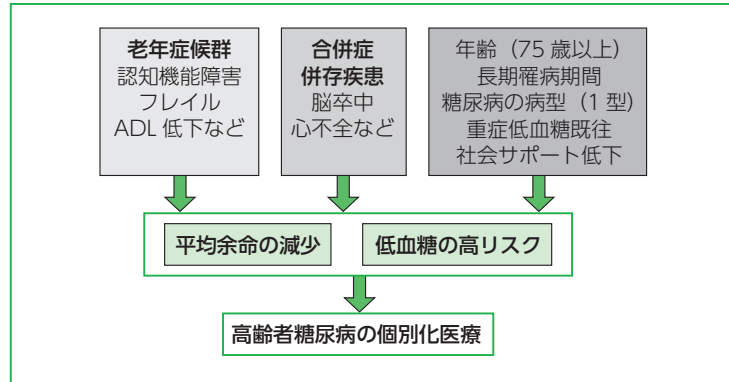 老年症候群
認知機能障害
フレイル
ADL 低下など
合併症
併存疾患
脳卒中
心不全など
年齢（75 歳以上）
長期罹病期間
糖尿病の病型（1 型）
重症低血糖既往
社会サポート低下
平均余命の減少
低血糖の高リスク
高齢者糖尿病の個別化医療